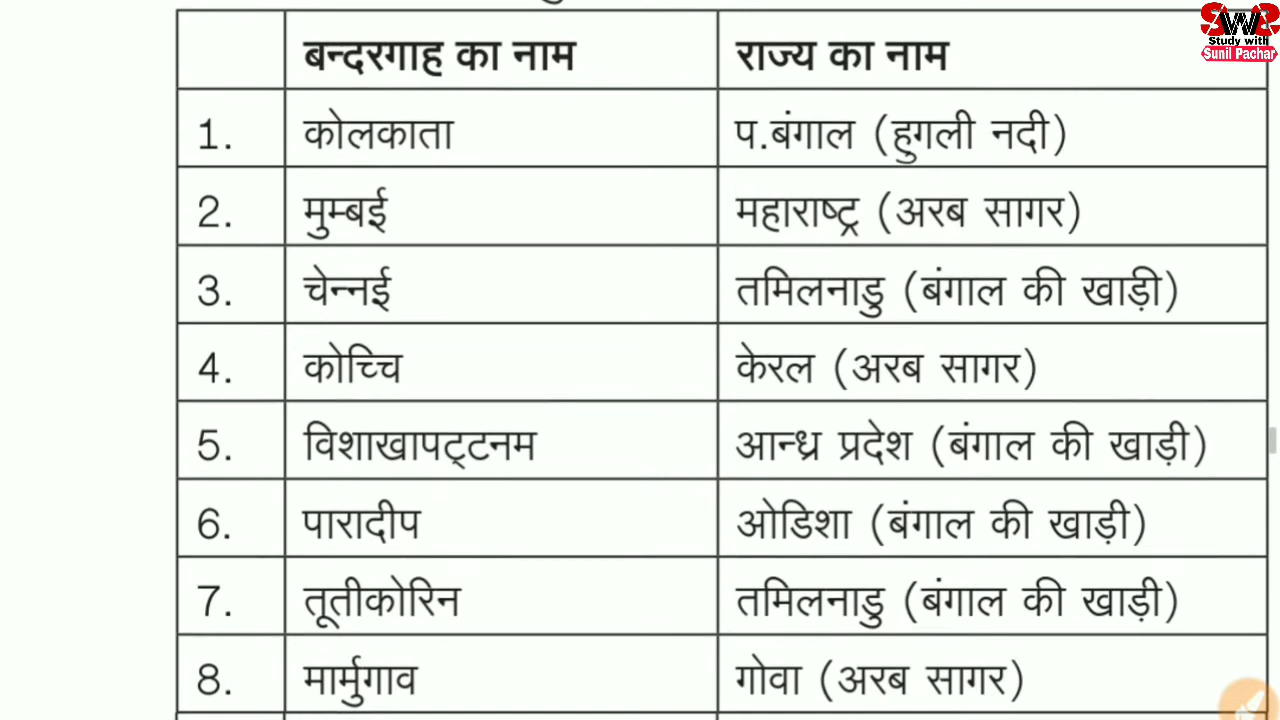 SWSP
Study with
Sunil Pachar
बन्दरगाह का नाम राज्य का नाम
1. कोलकाता प.बंगाल (हुगली नदी)
2. मुम्बई महाराष्ट्र (अरब सागर)
3. चेन्नई तमिलनाडु (बंगाल की खाड़ी)
4. कोच्चि केरल (अरब सागर)
5. विशाखापट्टनम आन्ध्र प्रदेश (बंगाल की खाड़ी)
6. पारादीप ओडिशा (बंगाल की खाड़ी)
7. तूतीकोरिन तमिलनाडु (बंगाल की खाड़ी)
8. मार्मुगाव गोवा (अरब सागर)